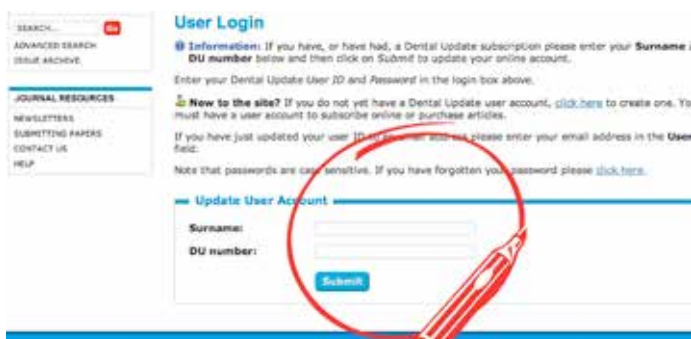 SEARCH...
Go
ADVANCED SEARCH
ISSUE ARCHIVE
JOURNAL RESOURCES
NEWSLETTERS
SUBMITTING PAPERS
CONTACT US
HELP
User Login
Information: If you have, or have had, a Dental Update subscription please enter your Surname
DU number below and then click on Submit to update your online account.
Enter your Dental Update User ID and Password in the login box above.
New to the site? If you do not yet have a Dental Update user account, click here to create one. You
must have a user account to subscribe online or purchase articles.
If you have just updated your user ID to an email address please enter your email address in the User
field.
Note that passwords are case sensitive. If you have forgotten your password please click here.
Update User Account
Surname:
DU number:
Submit